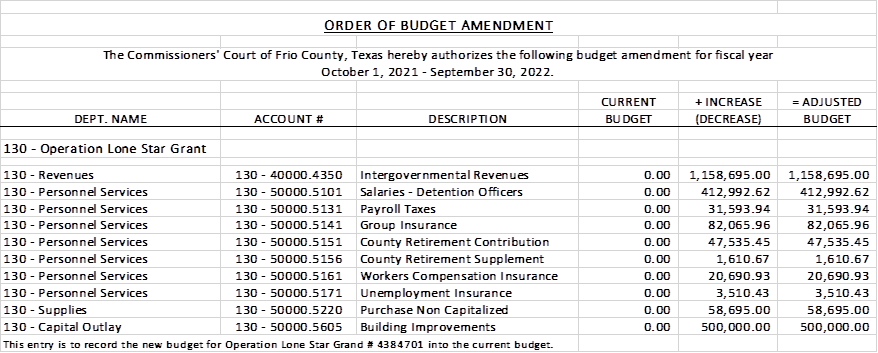 ORDER OF BUDGET AMENDMENT
The Commissioners' Court of Frio County, Texas hereby authorizes the following budget amendment for fiscal year
October 1, 2021 - September 30, 2022.
CURRENT + INCREASE = ADJUSTED
DEPT. NAME ACCOUNT # DESCRIPTION BUDGET (DECREASE) BUDGET
130 - Operation Lone Star Grant
130 - Revenues 130 - 40000.4350 Intergovernmental Revenues 0.00 1,158,695.00 1,158,695.00
130 - Personnel Services 130 - 50000.5101 Salaries - Detention Officers 0.00 412,992.62 412,992.62
130 - Personnel Services 130 - 50000.5131 Payroll Taxes 0.00 31,593.94 31,593.94
130 - Personnel Services 130 - 50000.5141 Group Insurance 0.00 82,065.96 82,065.96
130 - Personnel Services 130 - 50000.5151 County Retirement Contribution 0.00 47,535.45 47,535.45
130 - Personnel Services 130 - 50000.5156 County Retirement Supplement 0.00 1,610.67 1,610.67
130 - Personnel Services 130 - 50000.5161 Workers Compensation Insurance 0.00 20,690.93 20,690.93
130 - Personnel Services 130 - 50000.5171 Unemployment Insurance 0.00 3,510.43 3,510.43
130 - Supplies 130 - 50000.5220 Purchase Non Capitalized 0.00 58,695.00 58,695.00
130 - Capital Outlay 130 - 50000.5605 Building Improvements 0.00 500,000.00 500,000.00
This entry is to record the new budget for Operation Lone Star Grand # 4384701 into the current budget.